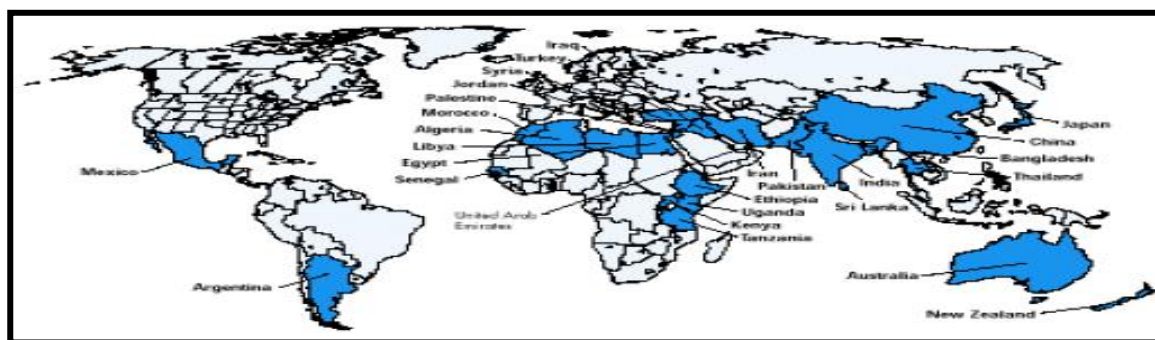 Iraq
Turkey
Syria
Jordan
Palestine
Morocco
Algeria
Libya
Egypt
Senegal
Mexico
United Arab
Emirates
Argentina
Iran
Pakistan
Ethiopia
Uganda
Kenya
Tanzania
India
Sri Lanka
Japan
China
Bangladesh
Thailand
Australia
New Zealand